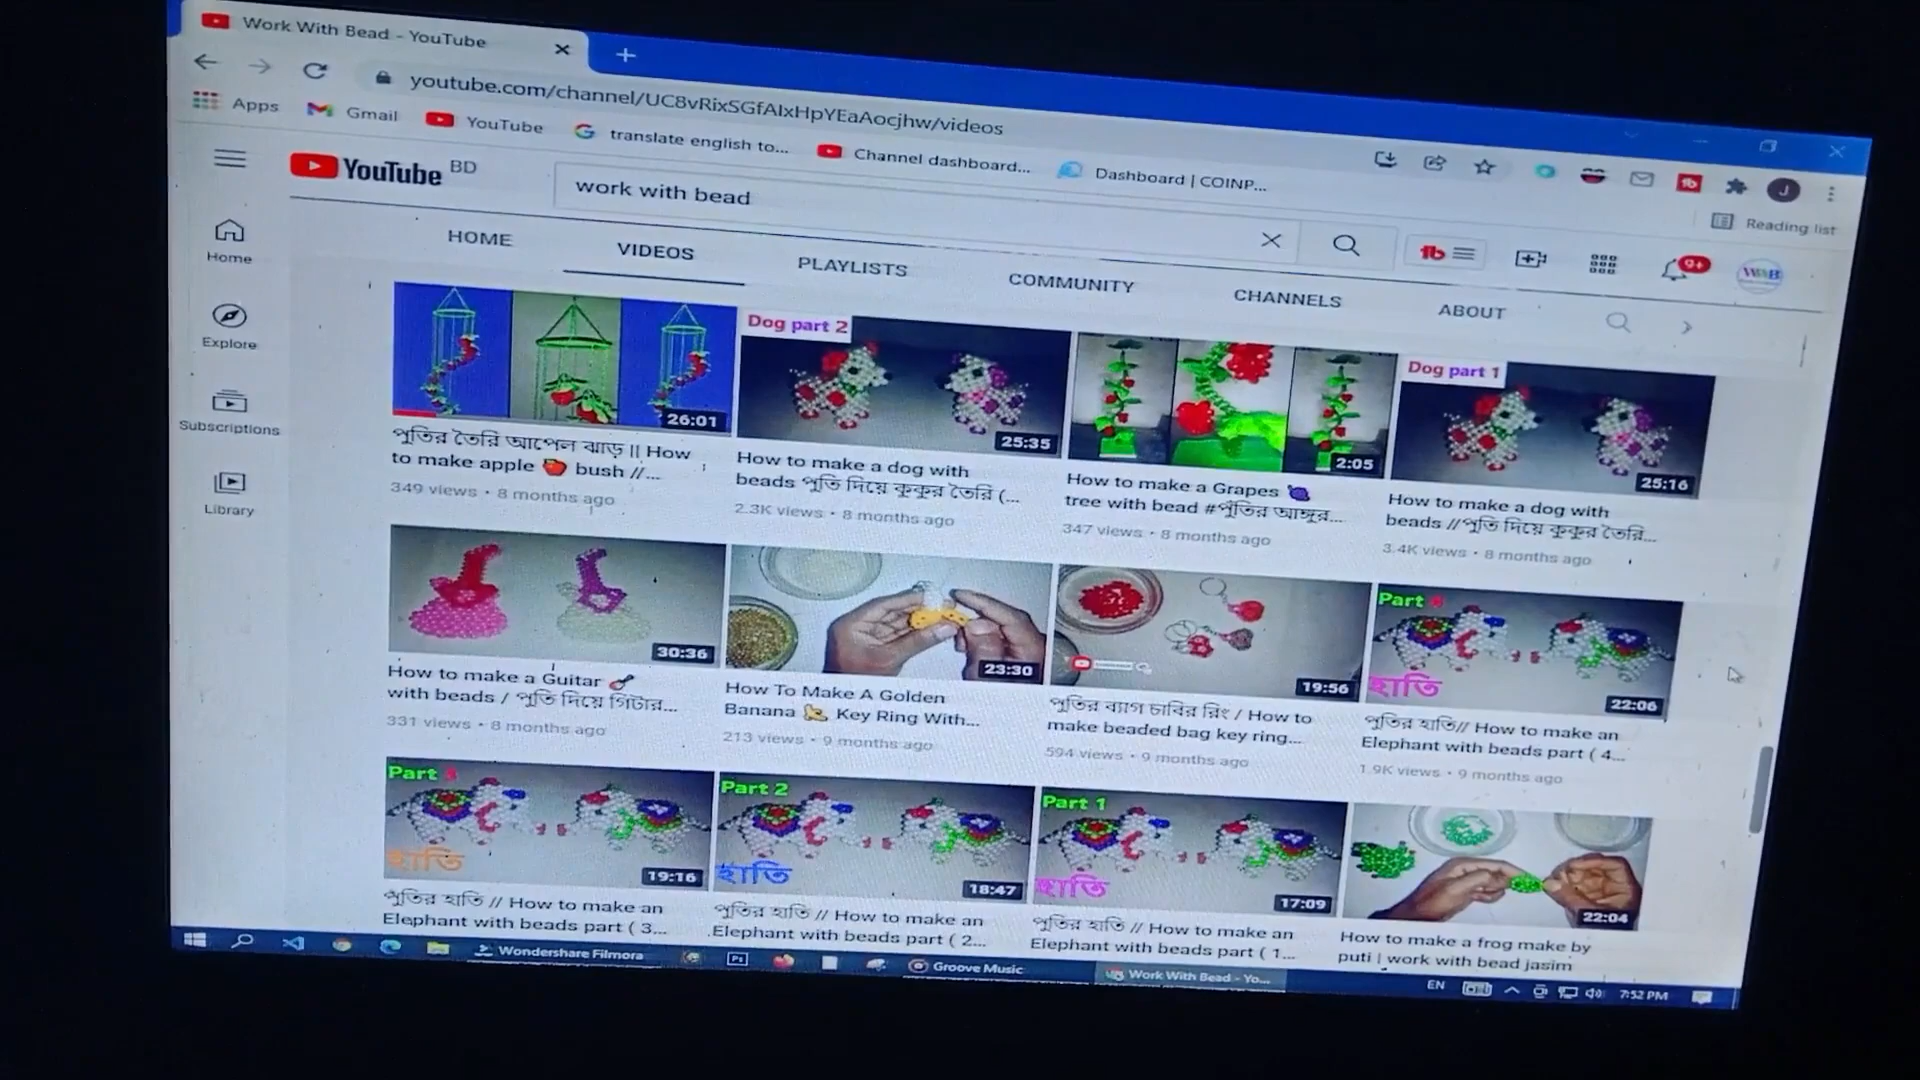 Work With Bead - YouTube
youtube.com/channel/UC8vRixSGfAIxHpYEaAocjhw/videos
Apps
Gmail
YouTube
translate english to...
Channel dashboard...
Dashboard | COINP...
Reading list
YouTube BD
work with bead
9+
Home
Explore
Subscriptions
Library
HOME
VIDEOS
PLAYLISTS
COMMUNITY
CHANNELS
ABOUT
26:01
পুতির তৈরি আপেল ঝাড় || How
to make apple 🍎 bush //...
349 views • 8 months ago
Dog part 2
25:35
How to make a dog with
beads পুতি দিয়ে কুকুর তৈরি (...
2.3K views • 8 months ago
2:05
How to make a Grapes 🍇
tree with bead #পুঁতির আঙ্গুর...
347 views • 8 months ago
Dog part 1
25:16
How to make a dog with
beads //পুতি দিয়ে কুকুর তৈরি...
3.4K views • 8 months ago
30:36
How to make a Guitar 🎸
with beads / পুতি দিয়ে গিটার...
331 views • 8 months ago
23:30
How To Make A Golden
Banana 🍌 Key Ring With...
213 views • 9 months ago
19:56
পুতির ব্যাগ চাবির রিং / How to
make beaded bag key ring...
594 views • 9 months ago
Part 4
হাতি
22:06
পুতির হাতি// How to make an
Elephant with beads part ( 4...
1.9K views • 9 months ago
Part 3
হাতি
19:16
পুঁতির হাতি // How to make an
Elephant with beads part ( 3...
Part 2
হাতি
18:47
পুতির হাতি // How to make an
Elephant with beads part ( 2...
Part 1
হাতি
17:09
পুতির হাতি // How to make an
Elephant with beads part ( 1...
22:04
How to make a frog make by
puti | work with bead jasim
Wondershare Filmora
Groove Music
Work With Bead - Yo...
EN
7:52 PM